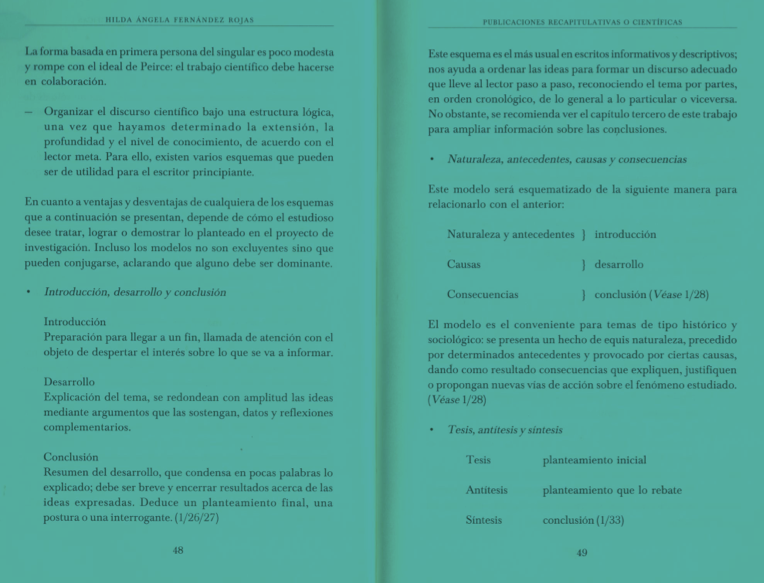 HILDA ÁNGELA FERNÁNDEZ ROJAS
La forma basada en primera persona del singular es poco modesta
y rompe con el ideal de Peirce: el trabajo científico debe hacerse
en colaboración.
— Organizar el discurso científico bajo una estructura lógica,
una vez que hayamos determinado la extensión, la
profundidad y el nivel de conocimiento, de acuerdo con el
lector meta. Para ello, existen varios esquemas que pueden
ser de utilidad para el escritor principiante.
En cuanto a ventajas y desventajas de cualquiera de los esquemas
que a continuación se presentan, depende de cómo el estudioso
desee tratar, lograr o demostrar lo planteado en el proyecto de
investigación. Incluso los modelos no son excluyentes sino que
pueden conjugarse, aclarando que alguno debe ser dominante.
• Introducción, desarrollo y conclusión
Introducción
Preparación para llegar a un fin, llamada de atención con el
objeto de despertar el interés sobre lo que se va a informar.
Desarrollo
Explicación del tema, se redondean con amplitud las ideas
mediante argumentos que las sostengan, datos y reflexiones
complementarios.
Conclusión
Resumen del desarrollo, que condensa en pocas palabras lo
explicado; debe ser breve y encerrar resultados acerca de las
ideas expresadas. Deduce un planteamiento final, una
postura o una interrogante. (1/26/27)
48
PUBLICACIONES RECAPITULATIVAS O CIENTÍFICAS
Este esquema es el más usual en escritos informativos y descriptivos;
nos ayuda a ordenar las ideas para formar un discurso adecuado
que lleve al lector paso a paso, reconociendo el tema por partes,
en orden cronológico, de lo general a lo particular o viceversa.
No obstante, se recomienda ver el capítulo tercero de este trabajo
para ampliar información sobre las conclusiones.
• Naturaleza, antecedentes, causas y consecuencias
Este modelo será esquematizado de la siguiente manera para
relacionarlo con el anterior:
Naturaleza y antecedentes } introducción
Causas } desarrollo
Consecuencias } conclusión (Véase 1/28)
El modelo es el conveniente para temas de tipo histórico y
sociológico: se presenta un hecho de equis naturaleza, precedido
por determinados antecedentes y provocado por ciertas causas,
dando como resultado consecuencias que expliquen, justifiquen
o propongan nuevas vías de acción sobre el fenómeno estudiado.
(Véase 1/28)
• Tesis, antítesis y síntesis
Tesis planteamiento inicial
Antítesis planteamiento que lo rebate
Síntesis conclusión (1/33)
49